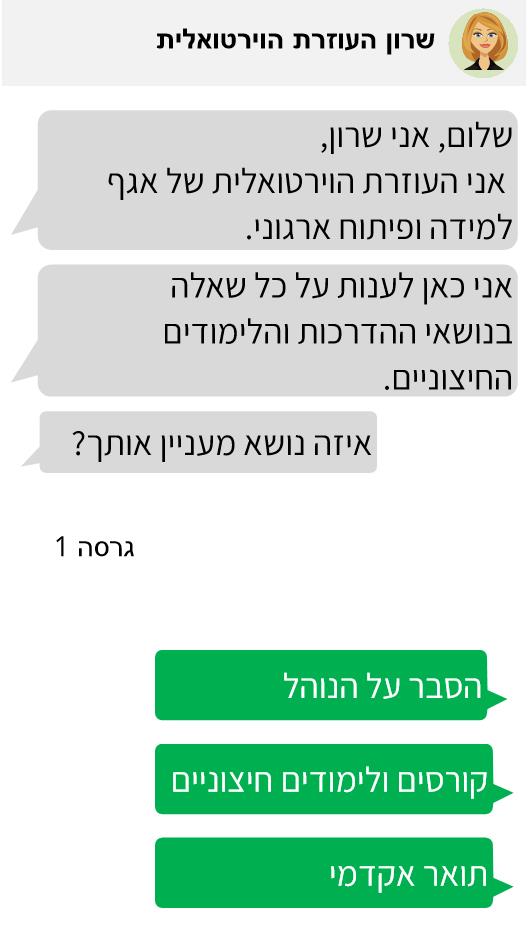 שרון העוזרת הוירטואלית
שלום, אני שרון,
אני העוזרת הוירטואלית של אגף
למידה ופיתוח ארגוני.
אני כאן לענות על כל שאלה
בנושאי ההדרכות והלימודים
החיצוניים.
איזה נושא מעניין אותך?
גרסה 1
הסבר על הנוהל
קורסים ולימודים חיצוניים
תואר אקדמי